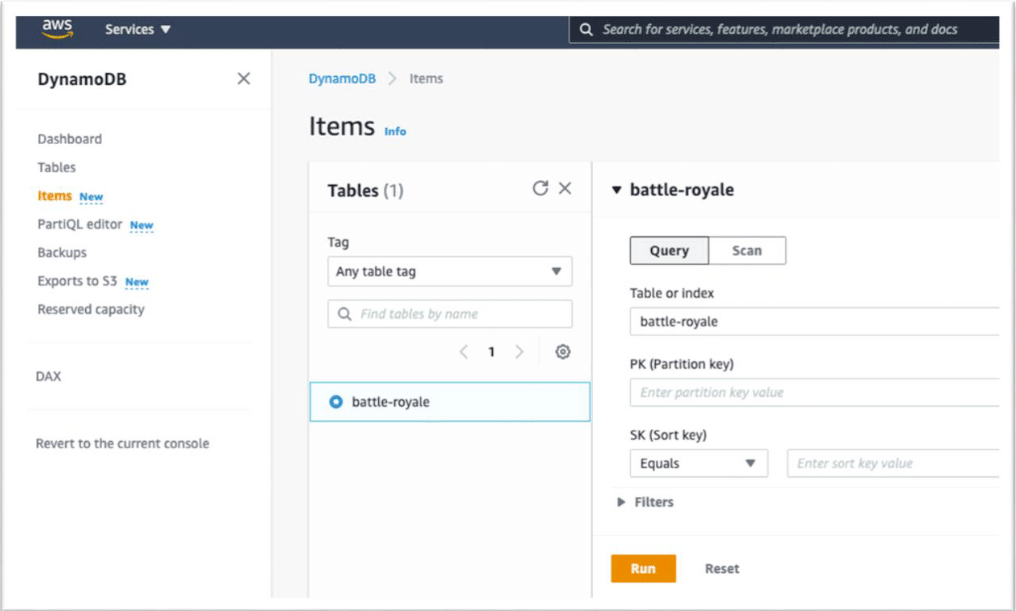 aws
Services ▼
Search for services, features, marketplace products, and docs
DynamoDB
Dashboard
Tables
Items New
PartiQL editor New
Backups
Exports to S3 New
Reserved capacity
DAX
Revert to the current console
DynamoDB > Items
Items Info
Tables (1)
Tag
Any table tag
Find tables by name
1
battle-royale
battle-royale
Query Scan
Table or index
battle-royale
PK (Partition key)
Enter partition key value
SK (Sort key)
Equals Enter sort key value
Filters
Run Reset